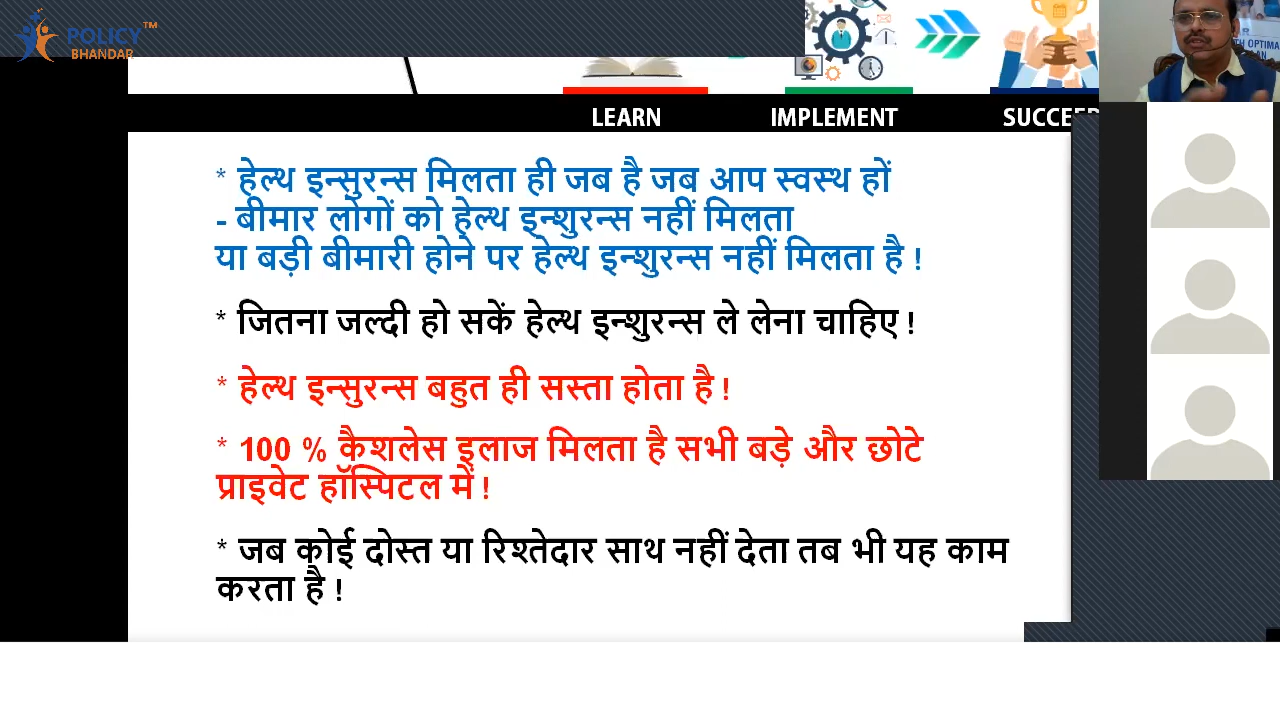 POLICY™
BHANDAR
LEARN
IMPLEMENT
* हेल्थ इन्सुरन्स मिलता ही जब है जब आप स्वस्थ हों
- बीमार लोगों को हेल्थ इन्शुरन्स नहीं मिलता
या बड़ी बीमारी होने पर हेल्थ इन्शुरन्स नहीं मिलता है !
* जितना जल्दी हो सकें हेल्थ इन्शुरन्स ले लेना चाहिए !
* हेल्थ इन्सुरन्स बहुत ही सस्ता होता है !
* 100 % कैशलेस इलाज मिलता है सभी बड़े और छोटे
प्राइवेट हॉस्पिटल में !
* जब कोई दोस्त या रिश्तेदार साथ नहीं देता तब भी यह काम
करता है !